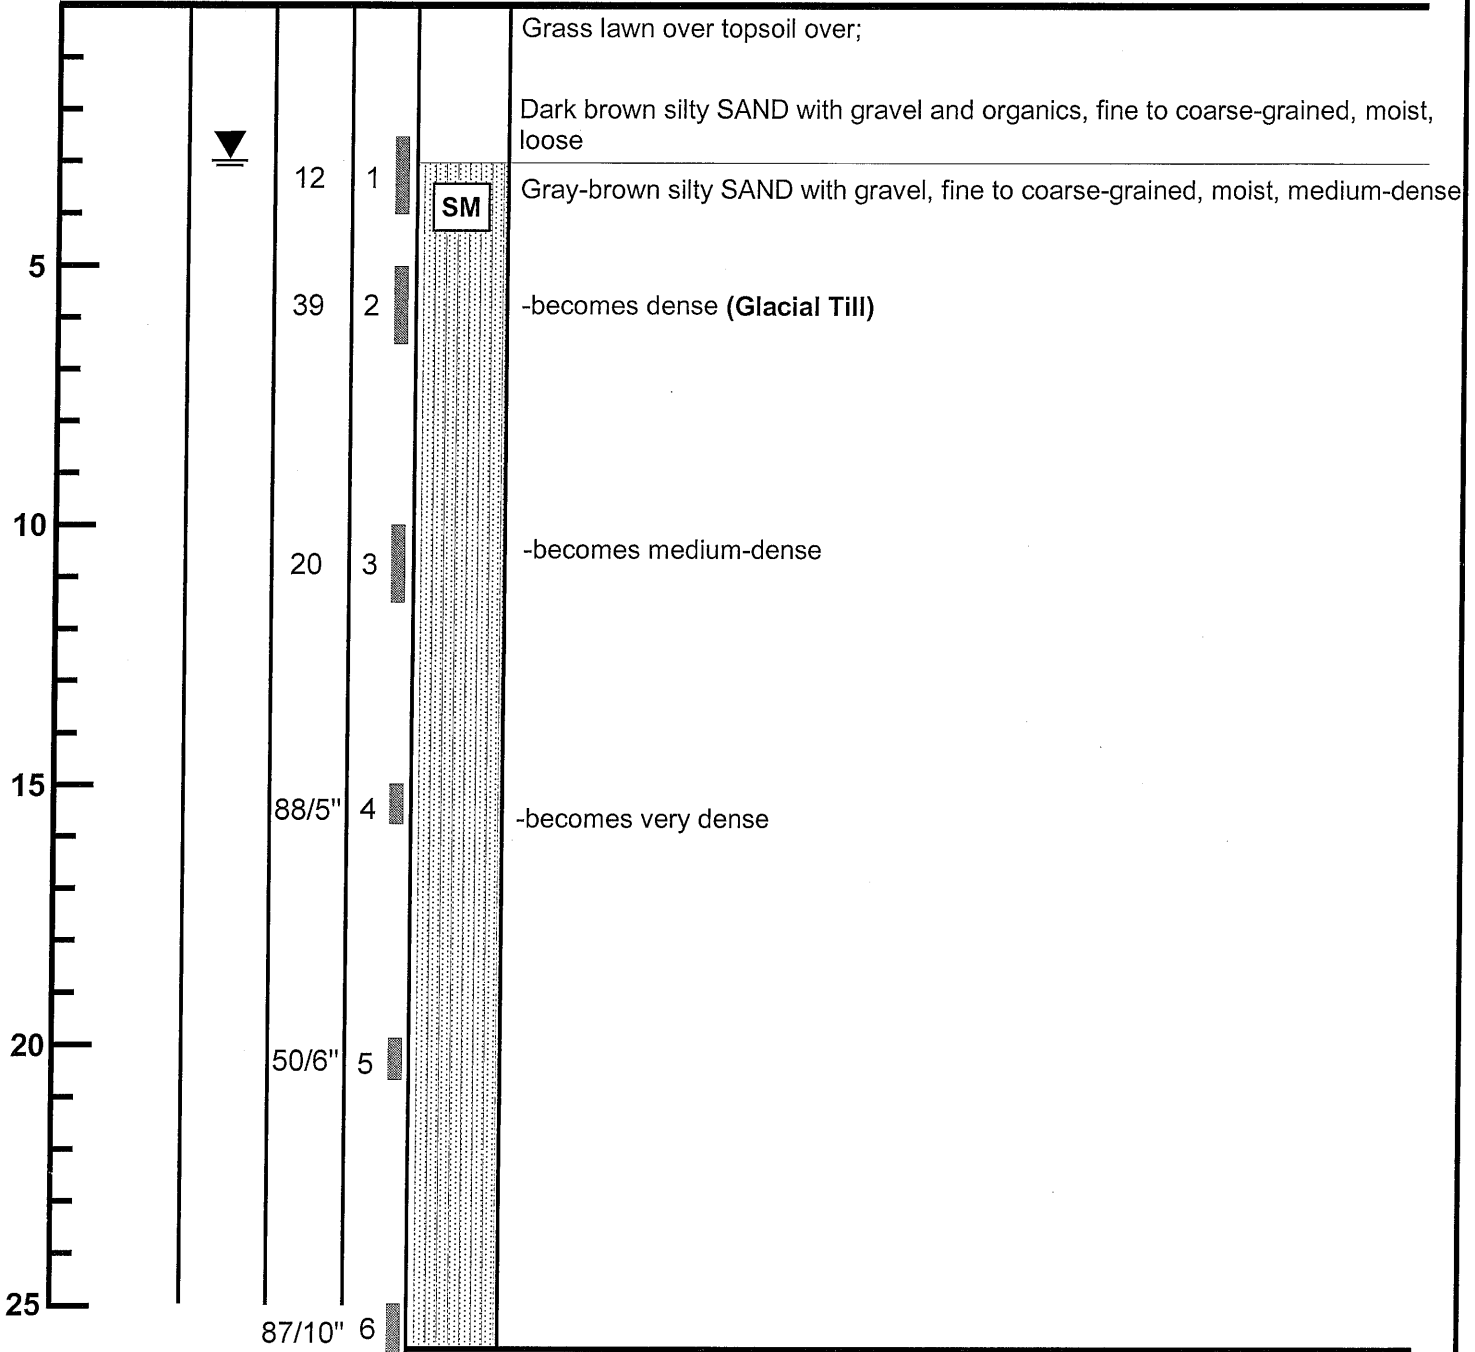 Grass lawn over topsoil over;
Dark brown silty SAND with gravel and organics, fine to coarse-grained, moist,
loose
12 1
SM
Gray-brown silty SAND with gravel, fine to coarse-grained, moist, medium-dense
5
39 2 -becomes dense (Glacial Till)
10
20 3 -becomes medium-dense
15
88/5" 4 -becomes very dense
20
50/6" 5
25
87/10" 6